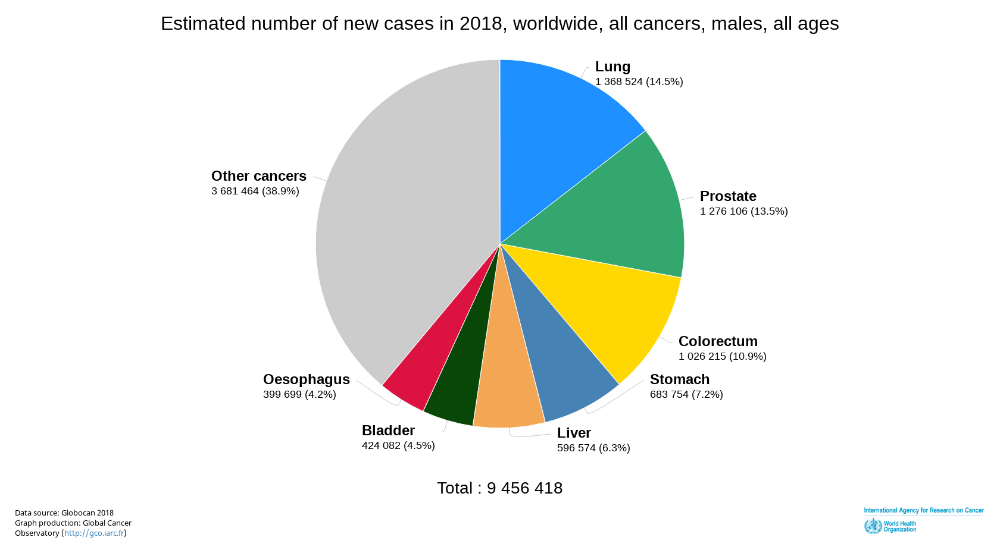 Estimated number of new cases in 2018, worldwide, all cancers, males, all ages
Lung
1 368 524 (14.5%)
Prostate
1 276 106 (13.5%)
Colorectum
1 026 215 (10.9%)
Stomach
683 754 (7.2%)
Liver
596 574 (6.3%)
Bladder
424 082 (4.5%)
Oesophagus
399 699 (4.2%)
Other cancers
3 681 464 (38.9%)
Total : 9 456 418
Data source: Globocan 2018
Graph production: Global Cancer
Observatory (http://gco.iarc.fr)
International Agency for Research on Cancer
World Health
Organization